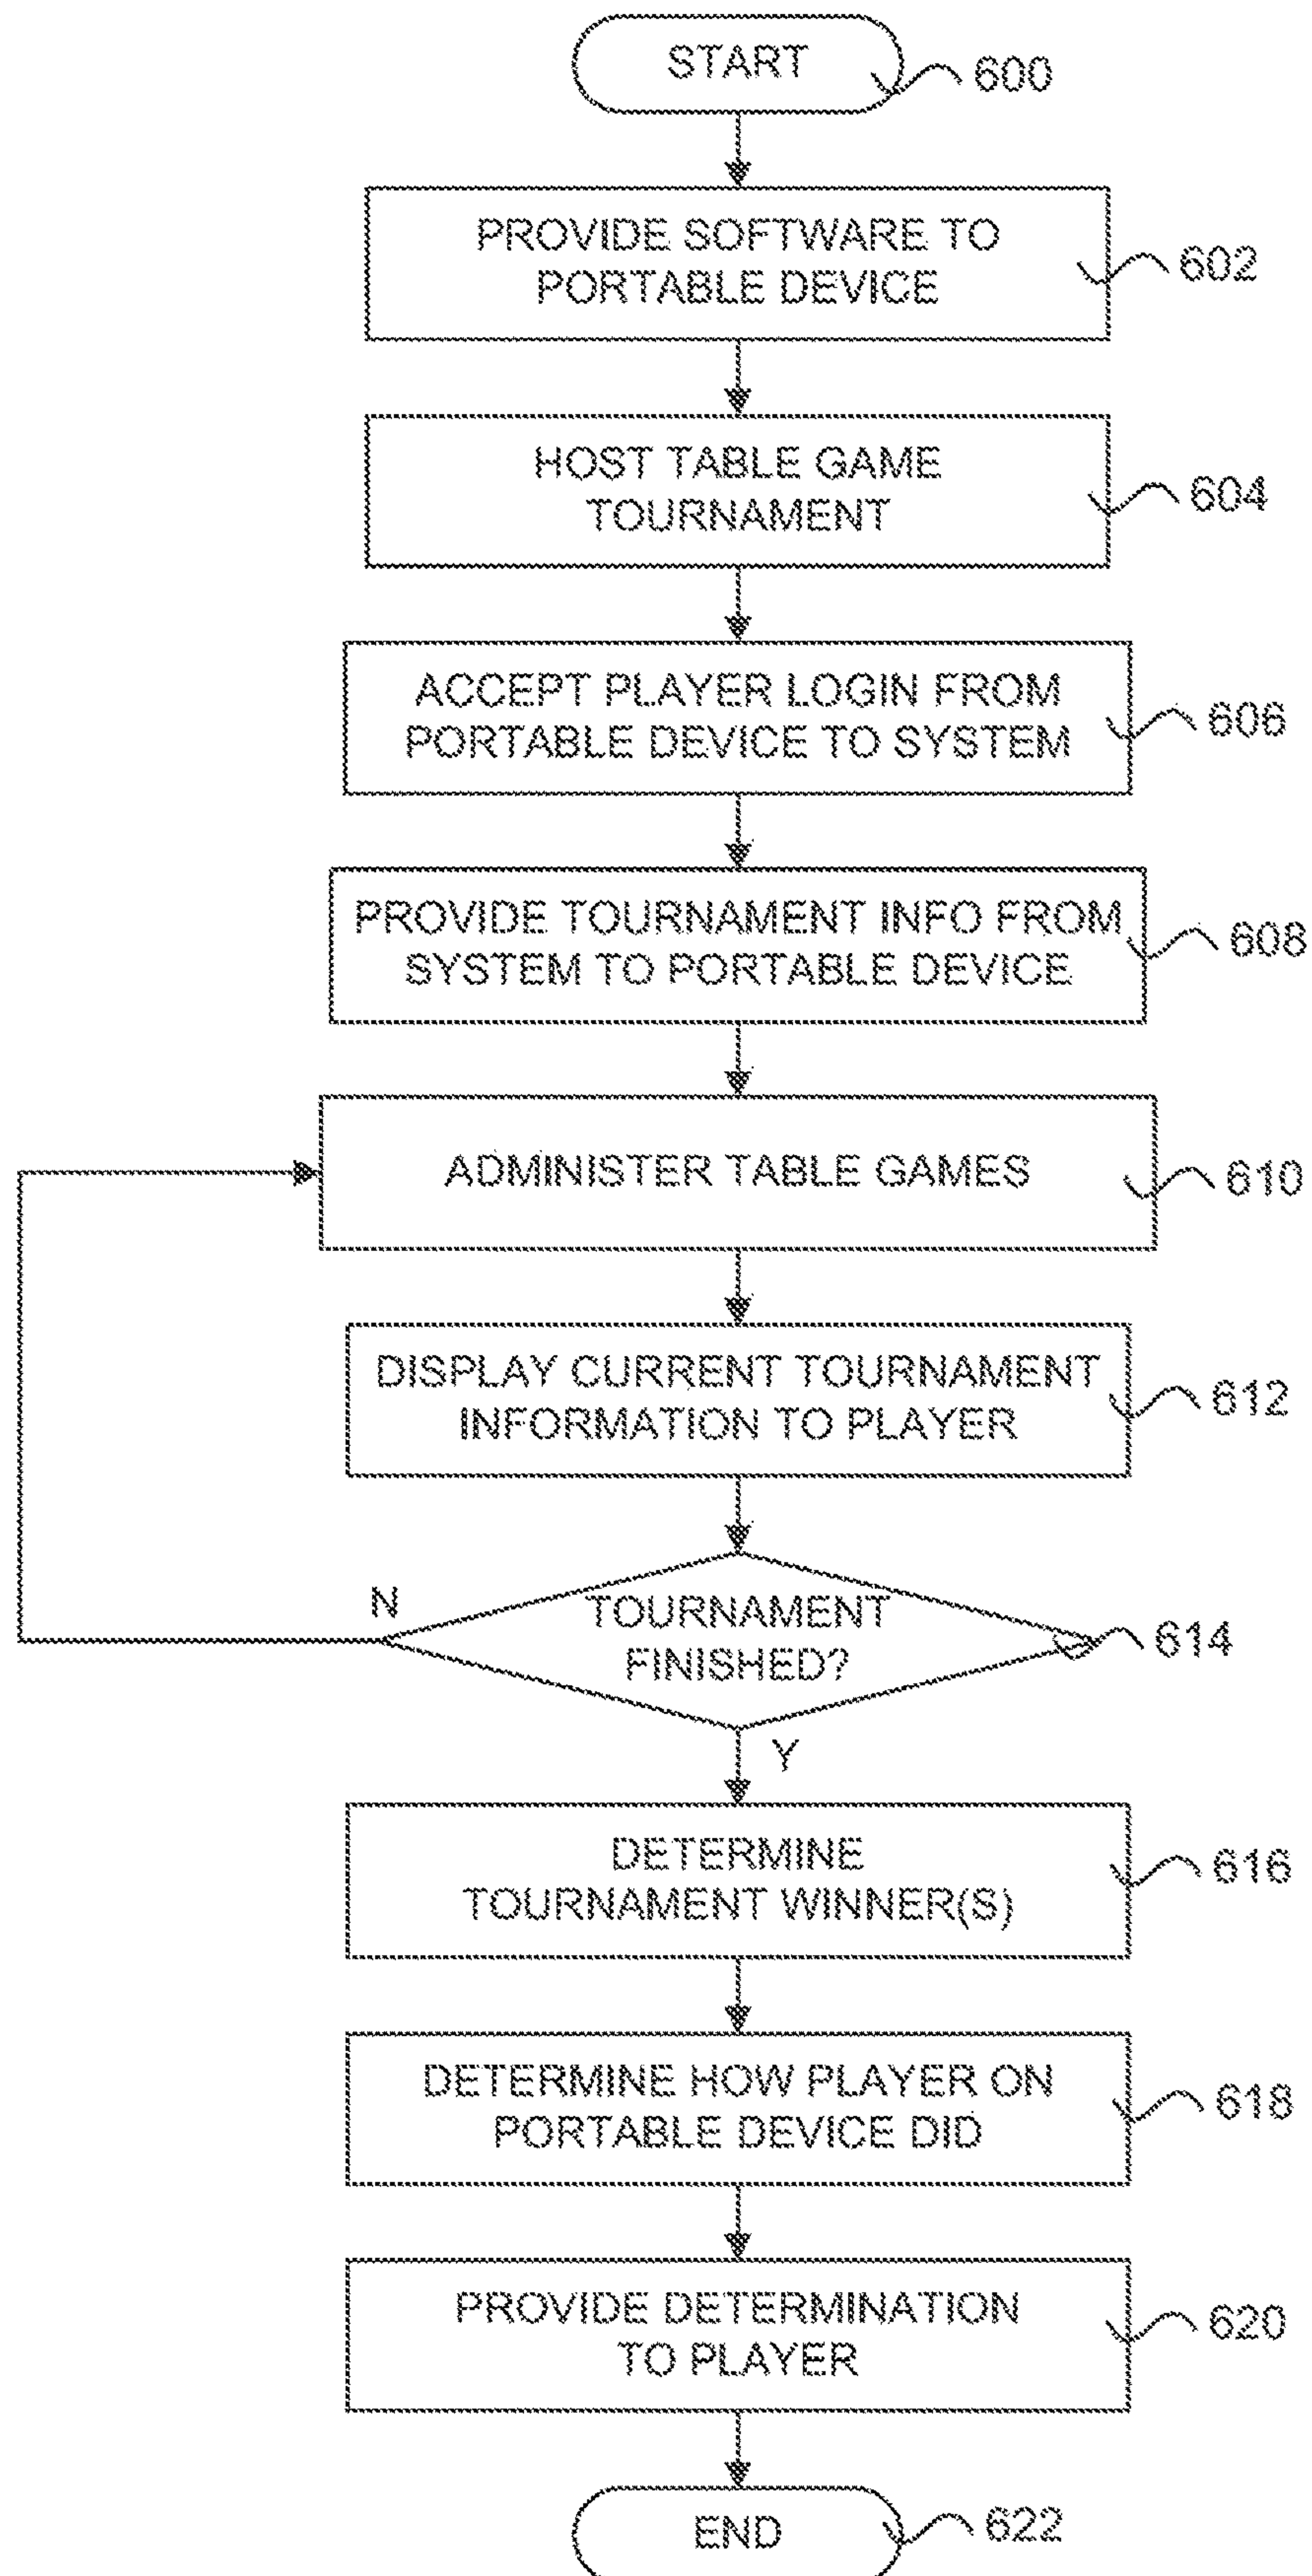 START
600
PROVIDE SOFTWARE TO
PORTABLE DEVICE
602
HOST TABLE GAME
TOURNAMENT
604
ACCEPT PLAYER LOGIN FROM
PORTABLE DEVICE TO SYSTEM
606
PROVIDE TOURNAMENT INFO FROM
SYSTEM TO PORTABLE DEVICE
608
ADMINISTER TABLE GAMES
610
DISPLAY CURRENT TOURNAMENT
INFORMATION TO PLAYER
612
N
TOURNAMENT
FINISHED?
614
Y
DETERMINE
TOURNAMENT WINNER(S)
616
DETERMINE HOW PLAYER ON
PORTABLE DEVICE DID
618
PROVIDE DETERMINATION
TO PLAYER
620
END
622